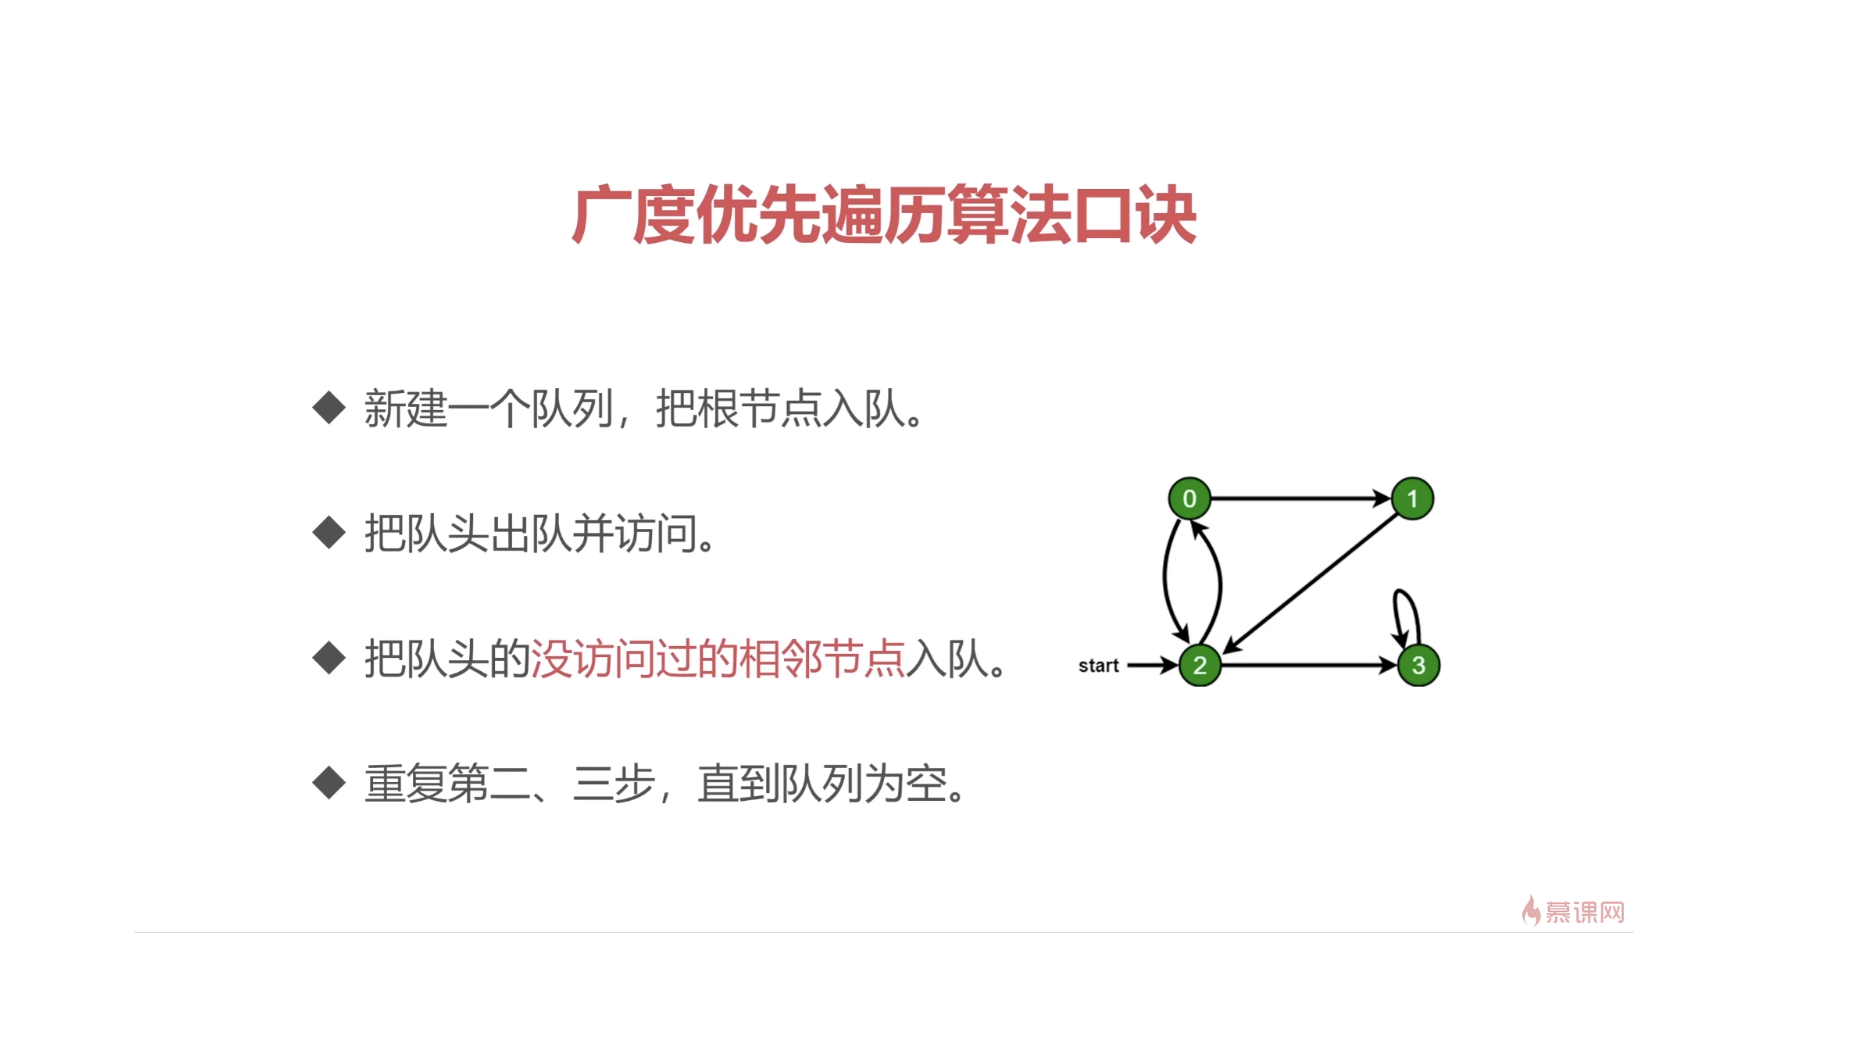 广度优先遍历算法口诀
◆ 新建一个队列，把根节点入队。
◆ 把队头出队并访问。
◆ 把队头的没访问过的相邻节点入队。
◆ 重复第二、三步，直到队列为空。
0 1
start 2 3
慕课网